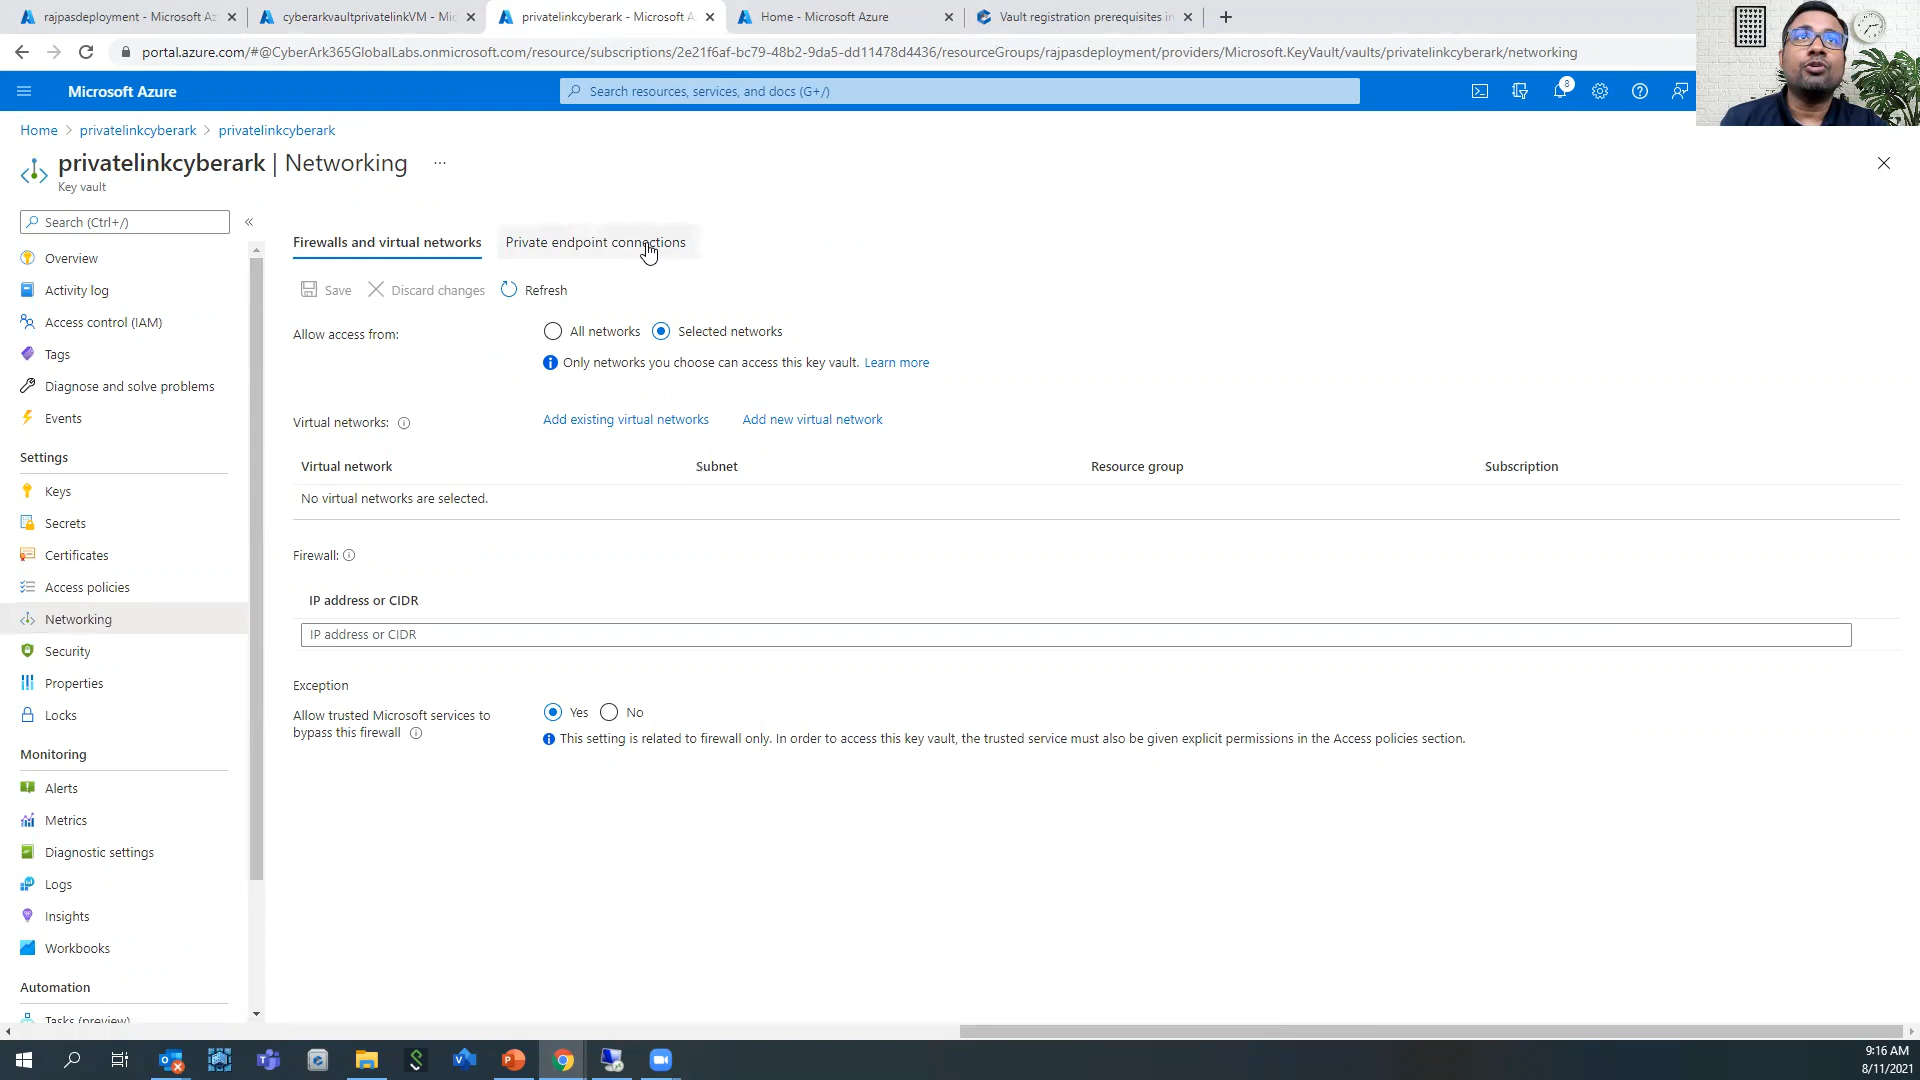 rajpasdeployment - Microsoft Az
cyberarkvaultprivatelinkVM - Mic
privatelinkcyberark - Microsoft A
Home - Microsoft Azure
Vault registration prerequisites in
portal.azure.com/#@CyberArk365GlobalLabs.onmicrosoft.com/resource/subscriptions/2e21f6af-bc79-48b2-9da5-dd11478d4436/resourceGroups/rajpasdeployment/providers/Microsoft.KeyVault/vaults/privatelinkcyberark/networking
Microsoft Azure
Search resources, services, and docs (G+/)
8
Home > privatelinkcyberark > privatelinkcyberark
privatelinkcyberark | Networking ...
Key vault
Search (Ctrl+/)
Overview
Activity log
Access control (IAM)
Tags
Diagnose and solve problems
Events
Settings
Keys
Secrets
Certificates
Access policies
Networking
Security
Properties
Locks
Monitoring
Alerts
Metrics
Diagnostic settings
Logs
Insights
Workbooks
Automation
Tasks (preview)
Firewalls and virtual networks
Private endpoint connections
Save
Discard changes
Refresh
Allow access from:
All networks
Selected networks
Only networks you choose can access this key vault. Learn more
Virtual networks:
Add existing virtual networks
Add new virtual network
Virtual network
Subnet
Resource group
Subscription
No virtual networks are selected.
Firewall:
IP address or CIDR
IP address or CIDR
Exception
Allow trusted Microsoft services to
bypass this firewall
Yes
No
This setting is related to firewall only. In order to access this key vault, the trusted service must also be given explicit permissions in the Access policies section.
9:16 AM
8/11/2021